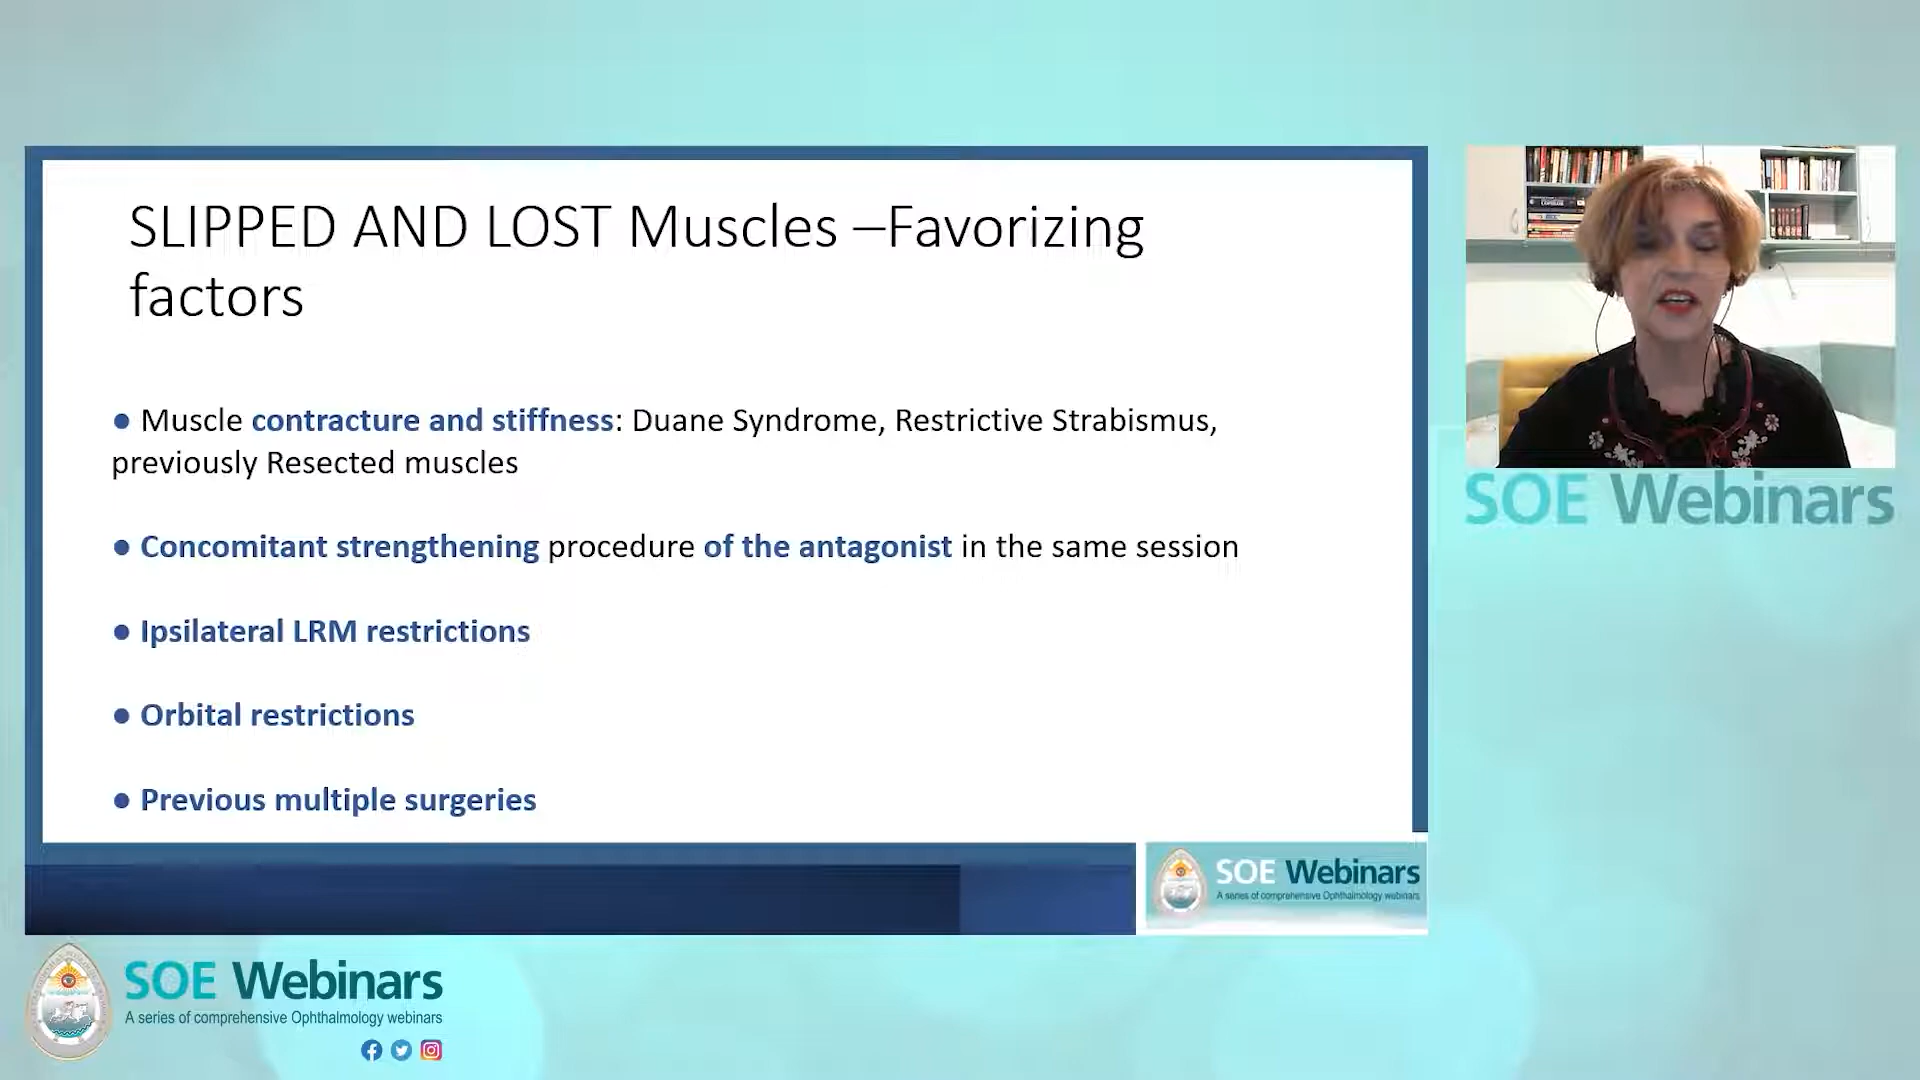 SLIPPED AND LOST Muscles –Favorizing
factors
● Muscle contracture and stiffness: Duane Syndrome, Restrictive Strabismus,
previously Resected muscles
● Concomitant strengthening procedure of the antagonist in the same session
● Ipsilateral LRM restrictions
● Orbital restrictions
● Previous multiple surgeries
SOE Webinars
A series of comprehensive Ophthalmology webinars
SOE Webinars
SOE Webinars
A series of comprehensive Ophthalmology webinars